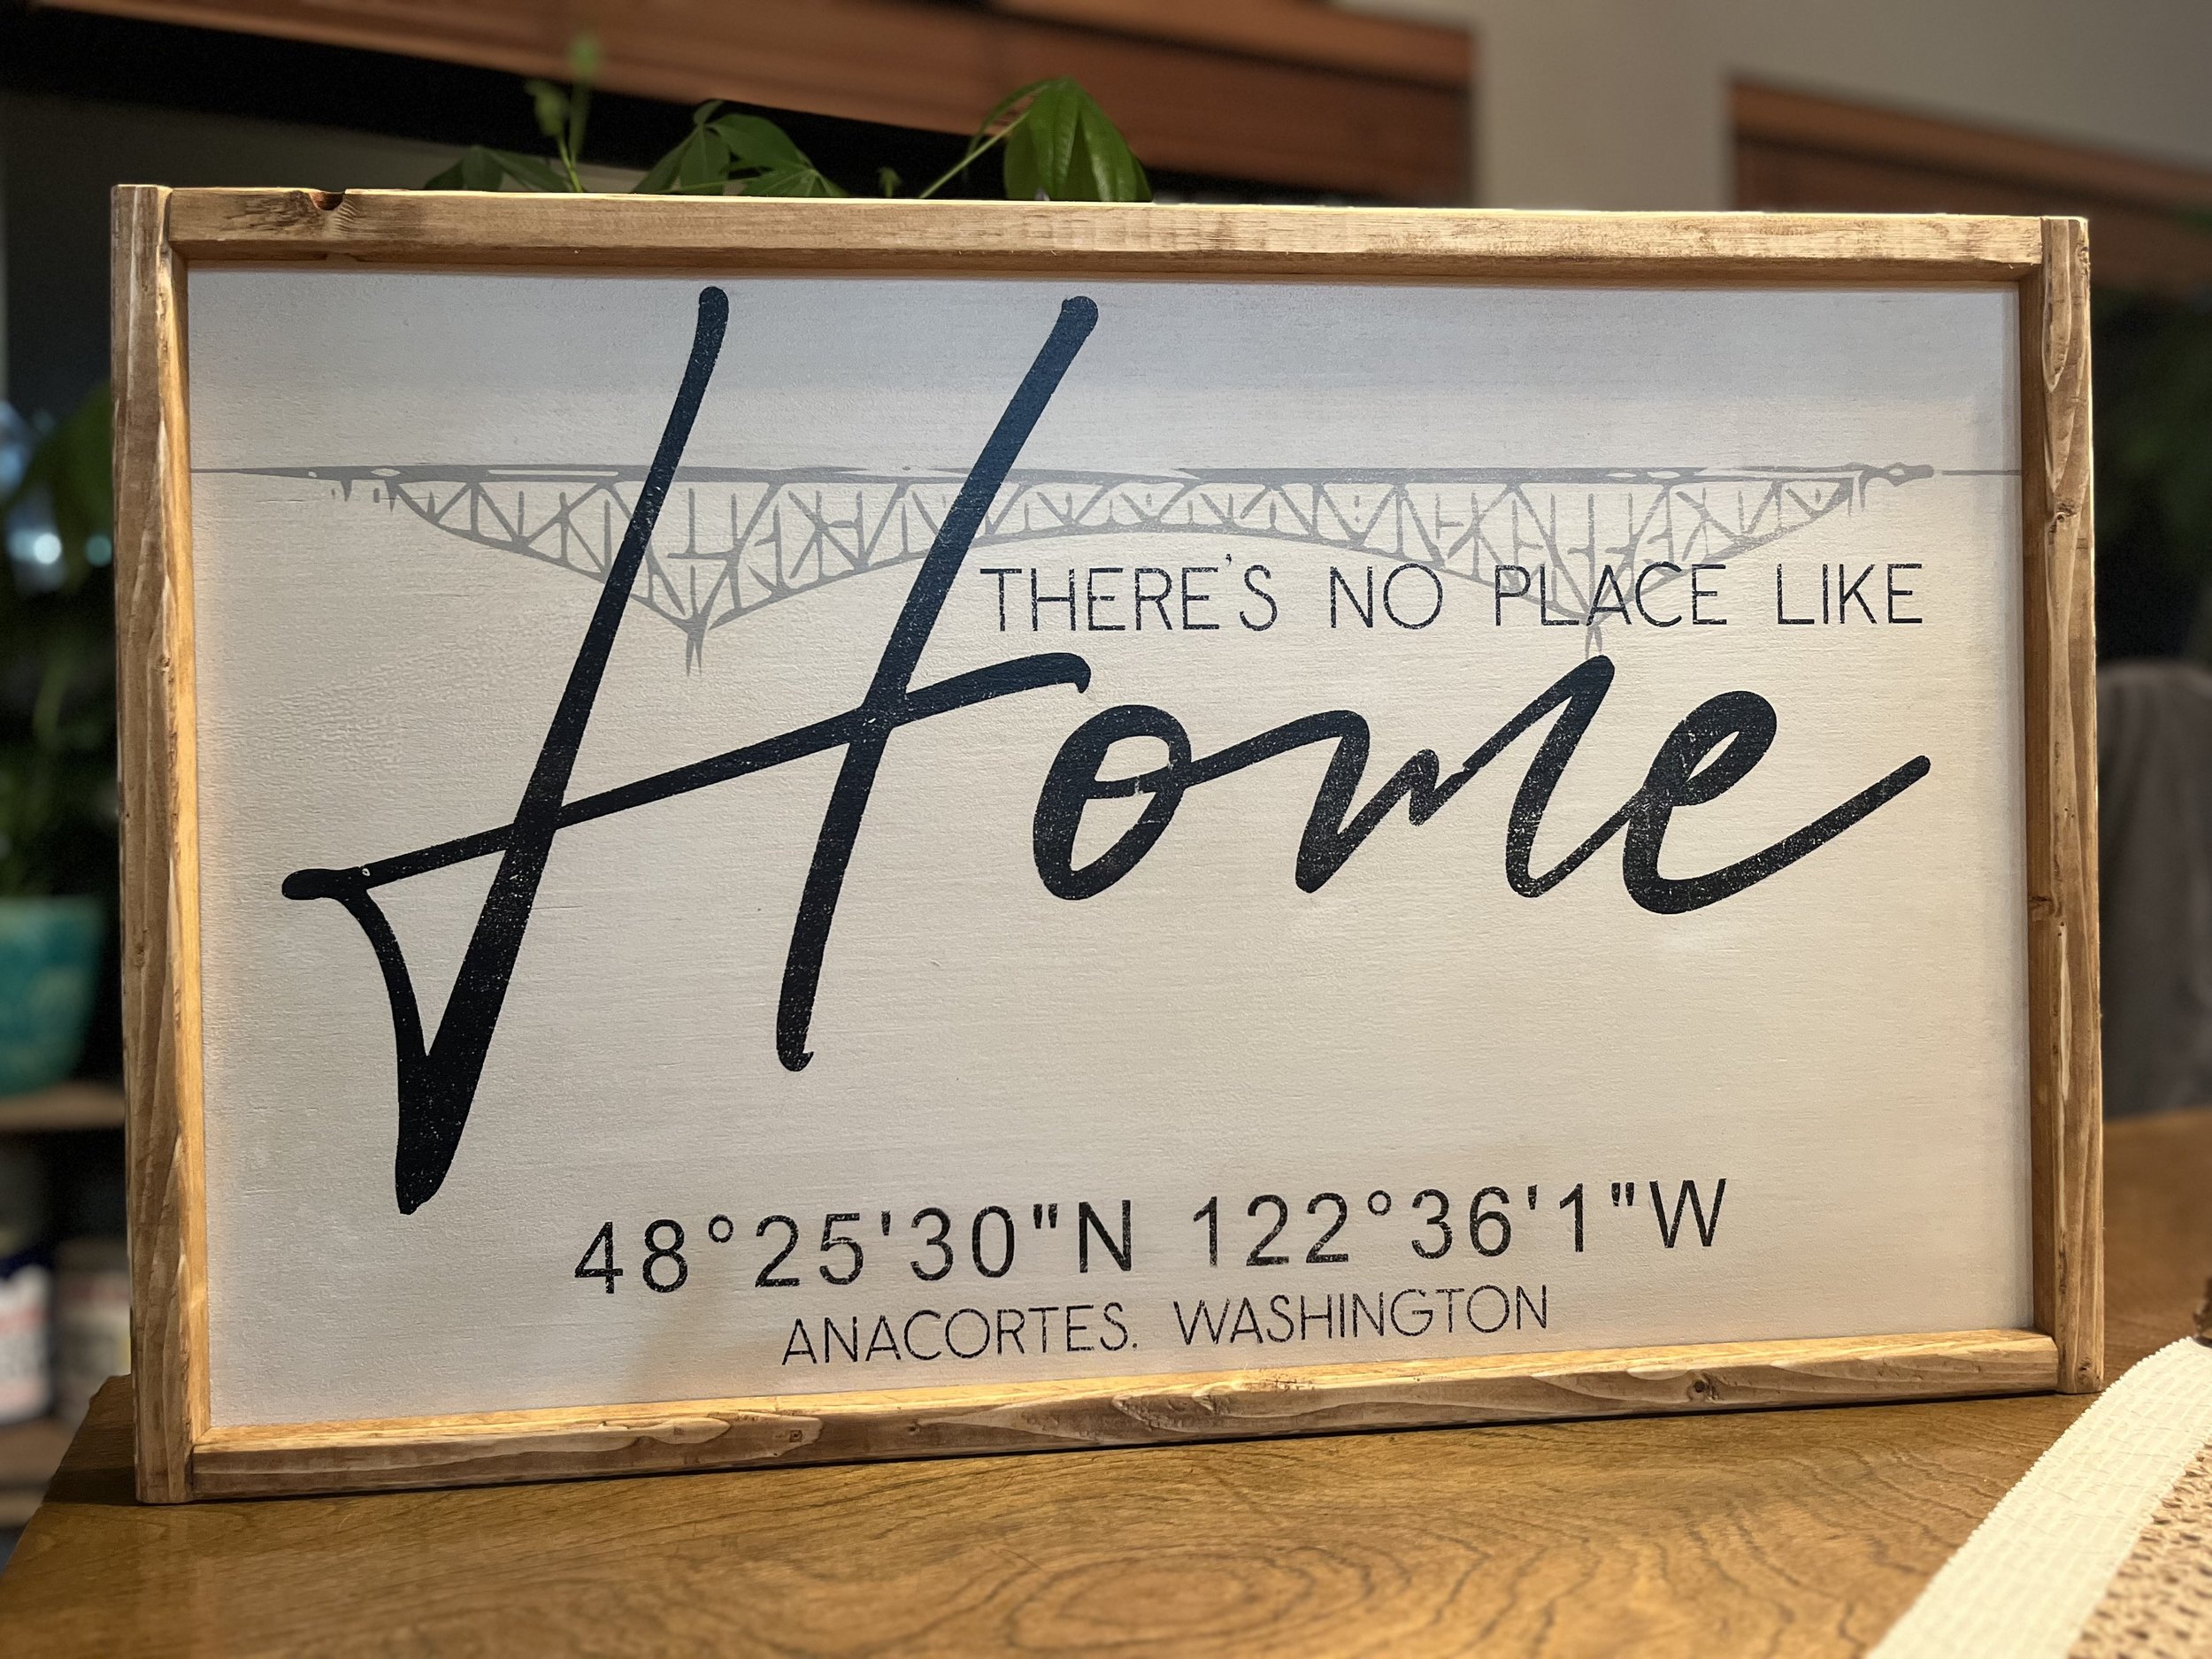 THERE'S NO PLACE LIKE
Home
48°25'30"N 122°36'1"W
ANACORTES, WASHINGTON